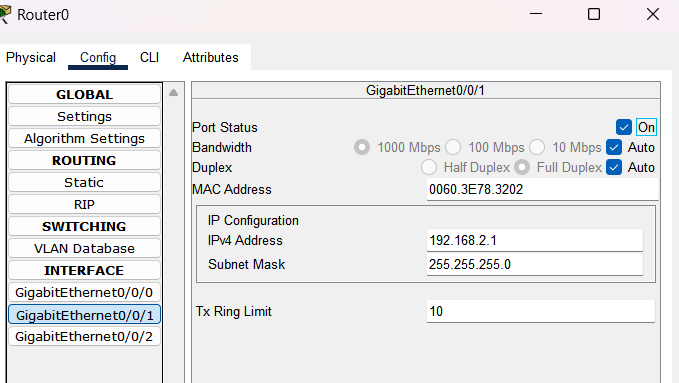 Router0
Physical Config CLI Attributes
GLOBAL
Settings
Algorithm Settings
ROUTING
Static
RIP
SWITCHING
VLAN Database
INTERFACE
GigabitEthernet0/0/0
GigabitEthernet0/0/1
GigabitEthernet0/0/2
GigabitEthernet0/0/1
Port Status On
Bandwidth 1000 Mbps 100 Mbps 10 Mbps Auto
Duplex Half Duplex Full Duplex Auto
MAC Address 0060.3E78.3202
IP Configuration
IPv4 Address 192.168.2.1
Subnet Mask 255.255.255.0
Tx Ring Limit 10